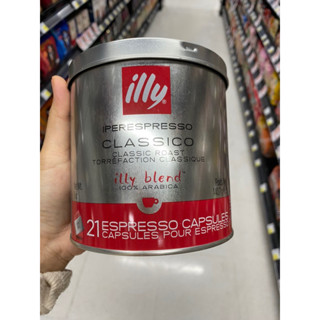 illy
IPERESPRESSO
CLASSICO
CLASSIC ROAST
TORRÉFACTION CLASSIQUE
illy blend
100% ARABICA
21 ESPRESSO CAPSULES
CAPSULES POUR ESPRESSO